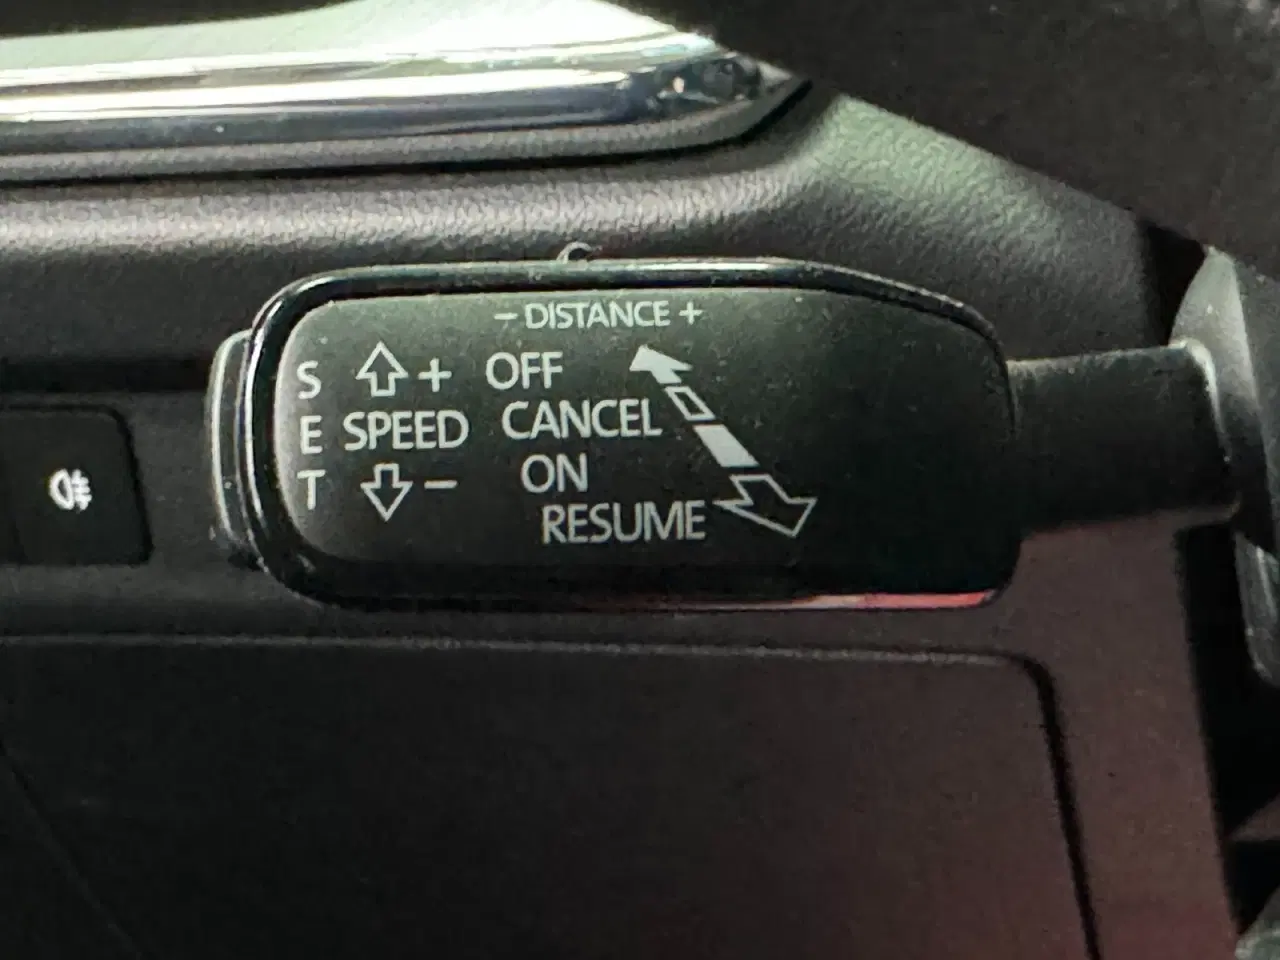 - DISTANCE +
S + OFF
E SPEED CANCEL
T - ON
RESUME